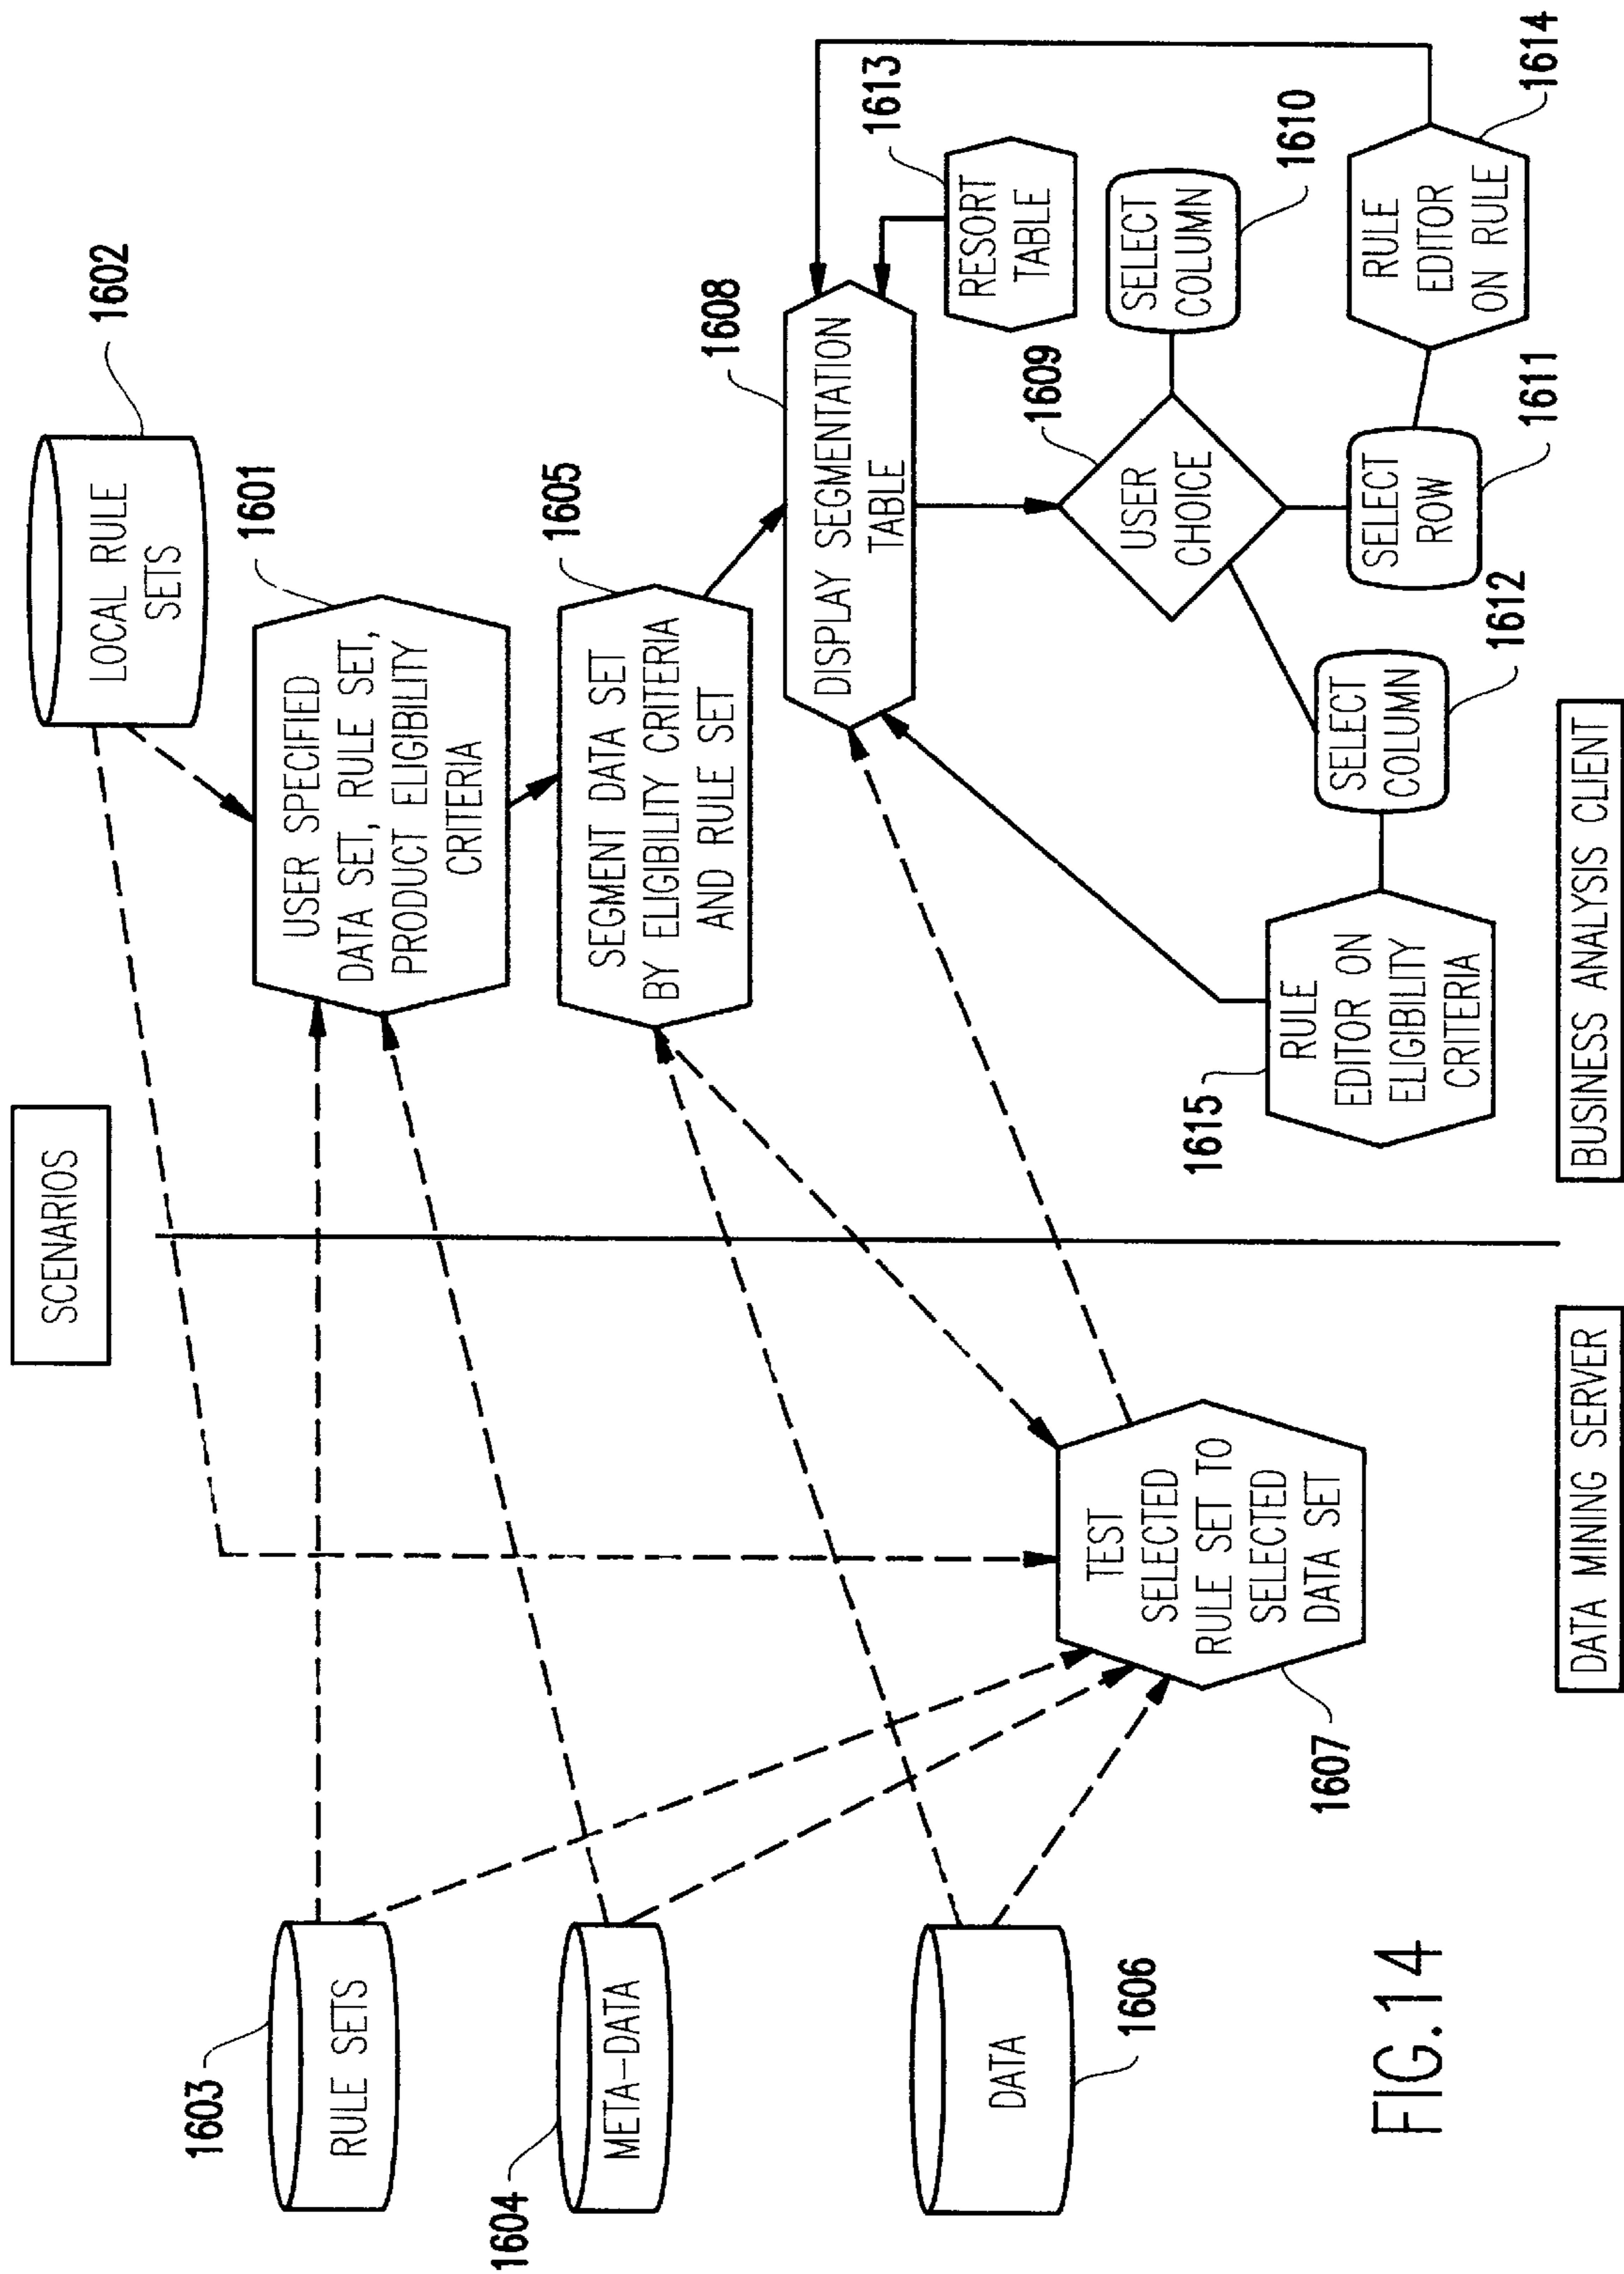 SCENARIOS
1602
LOCAL RULE
SETS
1603
RULE SETS
1601
USER SPECIFIED
DATA SET, RULE SET,
PRODUCT ELIGIBILITY
CRITERIA
1604
META-DATA
1605
SEGMENT DATA SET
BY ELIGIBILITY CRITERIA
AND RULE SET
1606
DATA
1608
DISPLAY SEGMENTATION
TABLE
1613
RESORT
TABLE
1607
TEST
SELECTED
RULE SET TO
SELECTED
DATA SET
1609
USER
CHOICE
SELECT
COLUMN
1610
1615
RULE
EDITOR ON
ELIGIBILITY
CRITERIA
SELECT
COLUMN
1612
SELECT
ROW
1611
RULE
EDITOR
ON RULE
1614
FIG.14
DATA MINING SERVER
BUSINESS ANALYSIS CLIENT